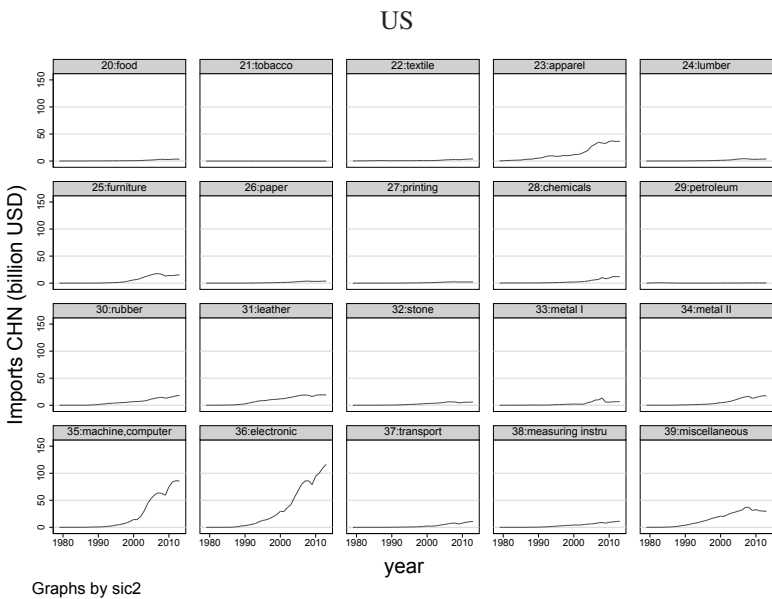 US
20:food 21:tobacco 22:textile 23:apparel 24:lumber
0 50 100 150
25:furniture 26:paper 27:printing 28:chemicals 29:petroleum
0 50 100 150
30:rubber 31:leather 32:stone 33:metal I 34:metal II
0 50 100 150
35:machine,computer 36:electronic 37:transport 38:measuring instru 39:miscellaneous
0 50 100 150
1980 1990 2000 2010 1980 1990 2000 2010 1980 1990 2000 2010 1980 1990 2000 2010 1980 1990 2000 2010
Imports CHN (billion USD)
year
Graphs by sic2